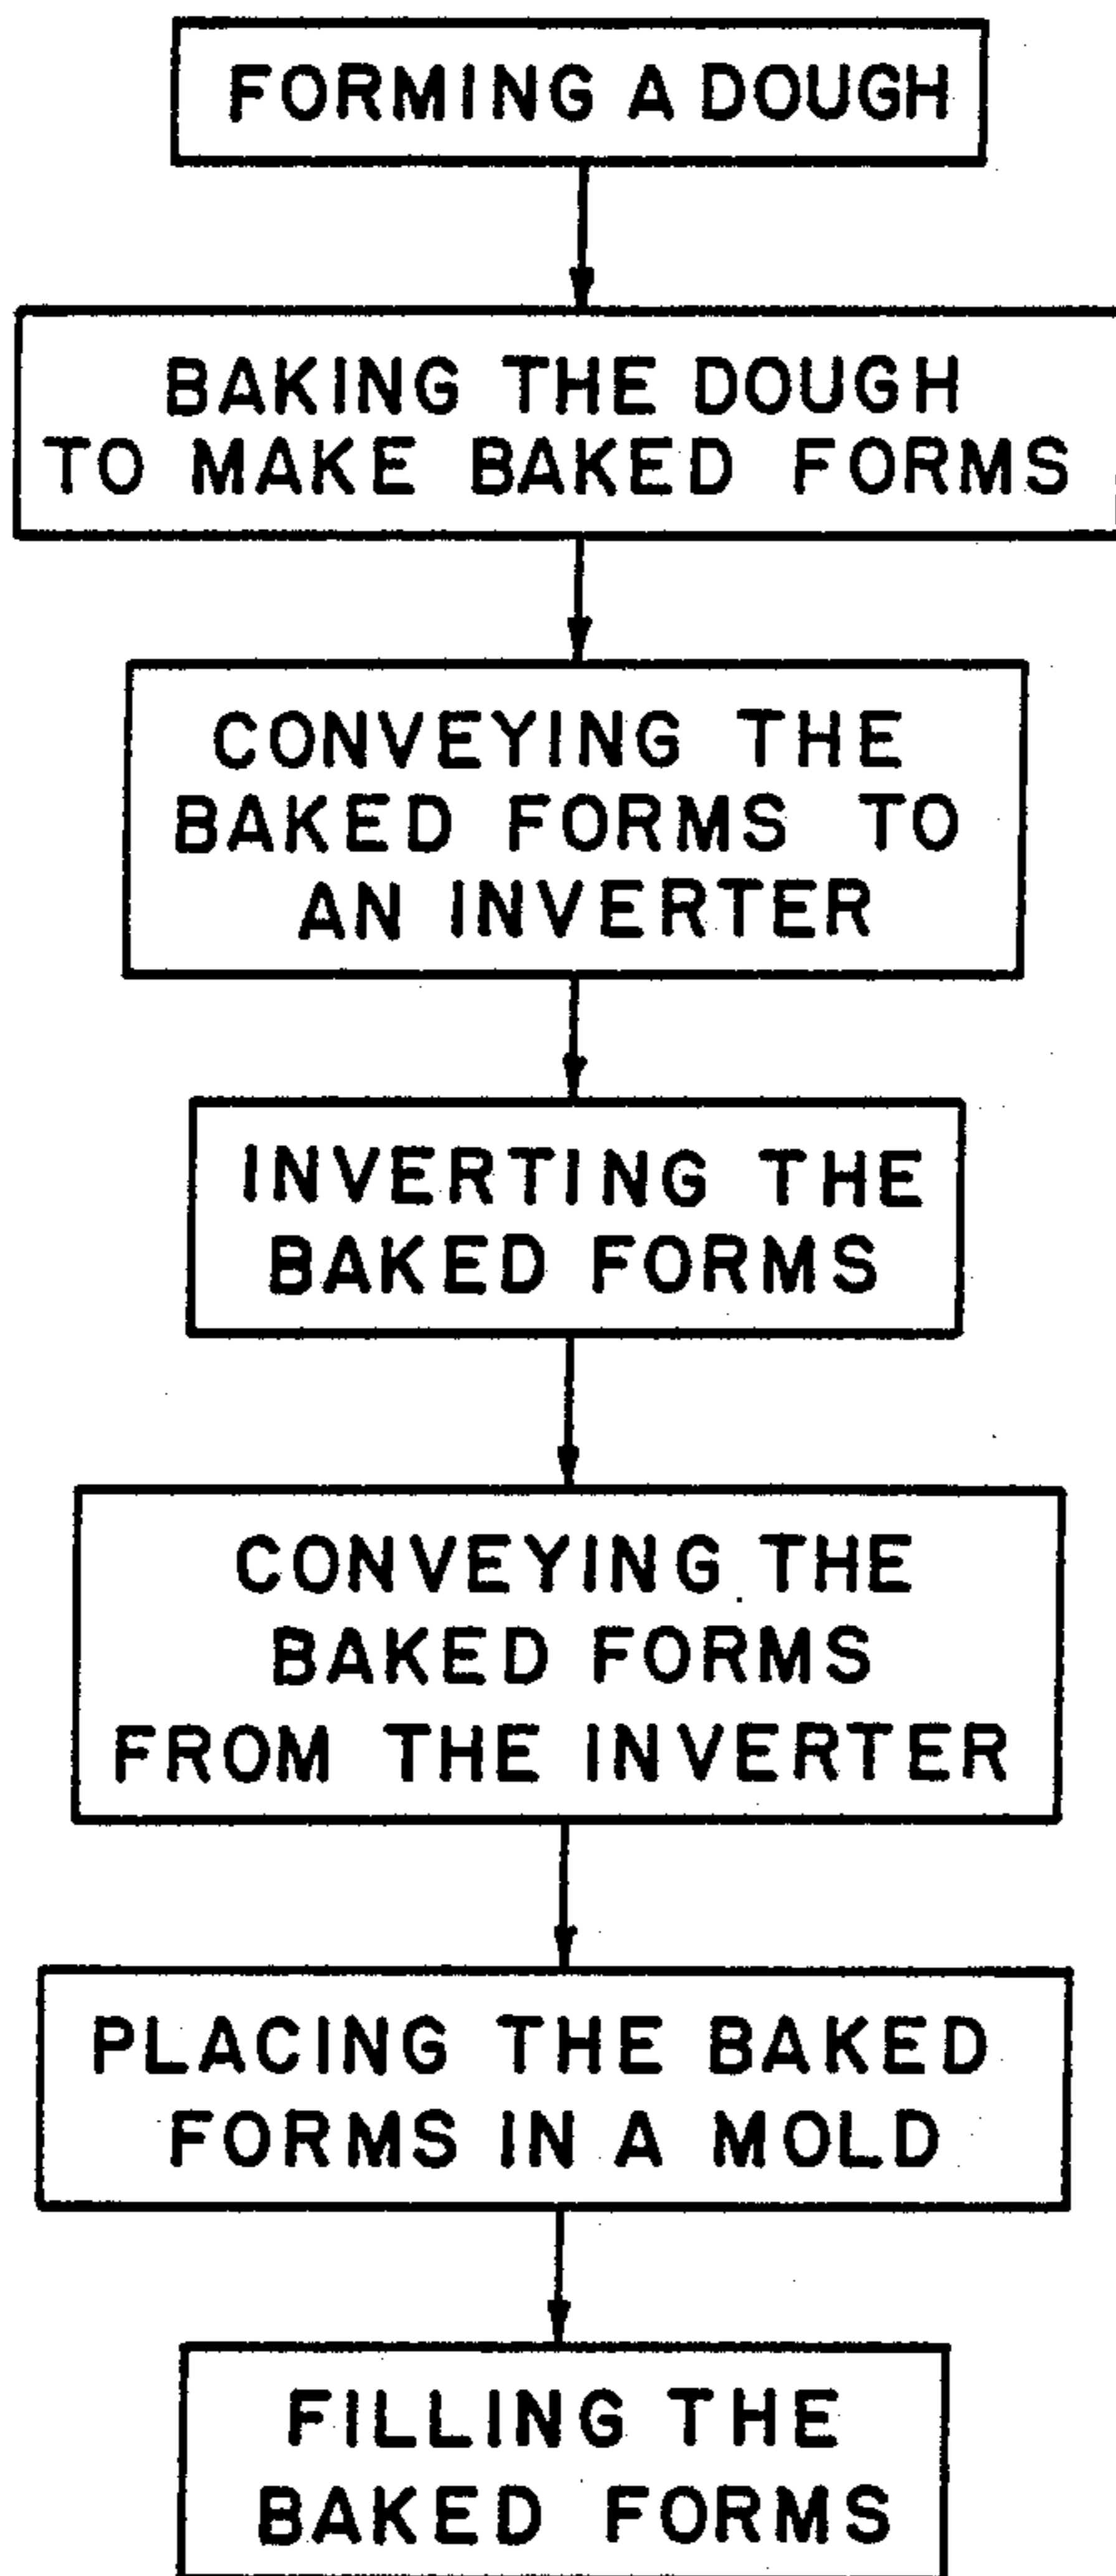 FORMING A DOUGH
BAKING THE DOUGH
TO MAKE BAKED FORMS
CONVEYING THE
BAKED FORMS TO
AN INVERTER
INVERTING THE
BAKED FORMS
CONVEYING THE
BAKED FORMS
FROM THE INVERTER
PLACING THE BAKED
FORMS IN A MOLD
FILLING THE
BAKED FORMS